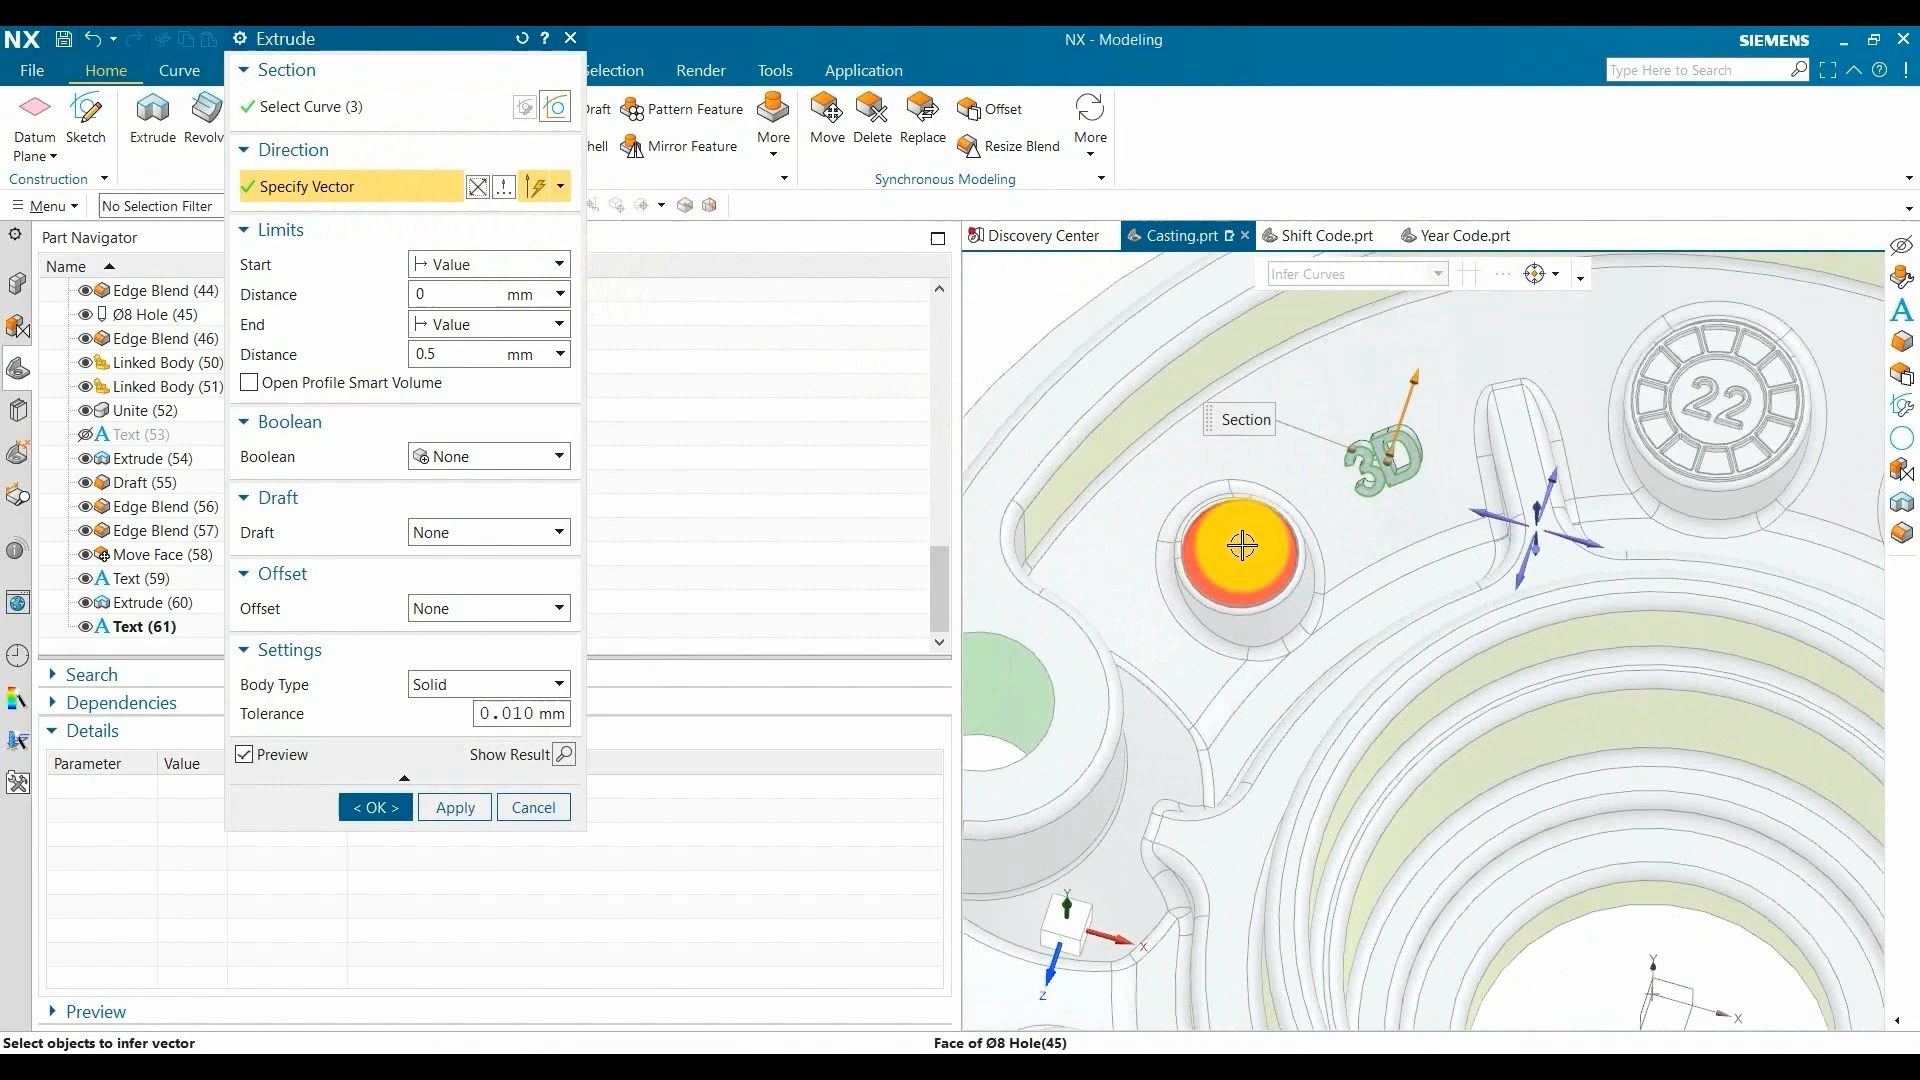 NX
Extrude
NX - Modeling
SIEMENS
File
Home
Curve
Selection
Render
Tools
Application
Type Here to Search
Datum
Plane
Sketch
Extrude
Revolv
Draft
Pattern Feature
hell
Mirror Feature
More
Move
Delete
Replace
Offset
Resize Blend
More
Construction
Synchronous Modeling
Menu
No Selection Filter
Section
Select Curve (3)
Direction
Specify Vector
Limits
Start
Value
Distance
0 mm
End
Value
Distance
0.5 mm
Open Profile Smart Volume
Boolean
Boolean
None
Draft
Draft
None
Offset
Offset
None
Settings
Body Type
Solid
Tolerance
0.010 mm
Preview
Show Result
< OK >
Apply
Cancel
Part Navigator
Name
Edge Blend (44)
Ø8 Hole (45)
Edge Blend (46)
Linked Body (50)
Linked Body (51)
Unite (52)
Text (53)
Extrude (54)
Draft (55)
Edge Blend (56)
Edge Blend (57)
Move Face (58)
Text (59)
Extrude (60)
Text (61)
Search
Dependencies
Details
Parameter
Value
Preview
Discovery Center
Casting.prt
Shift Code.prt
Year Code.prt
Infer Curves
Section
3D
22
Y
X
Z
Y
X
Select objects to infer vector
Face of Ø8 Hole(45)